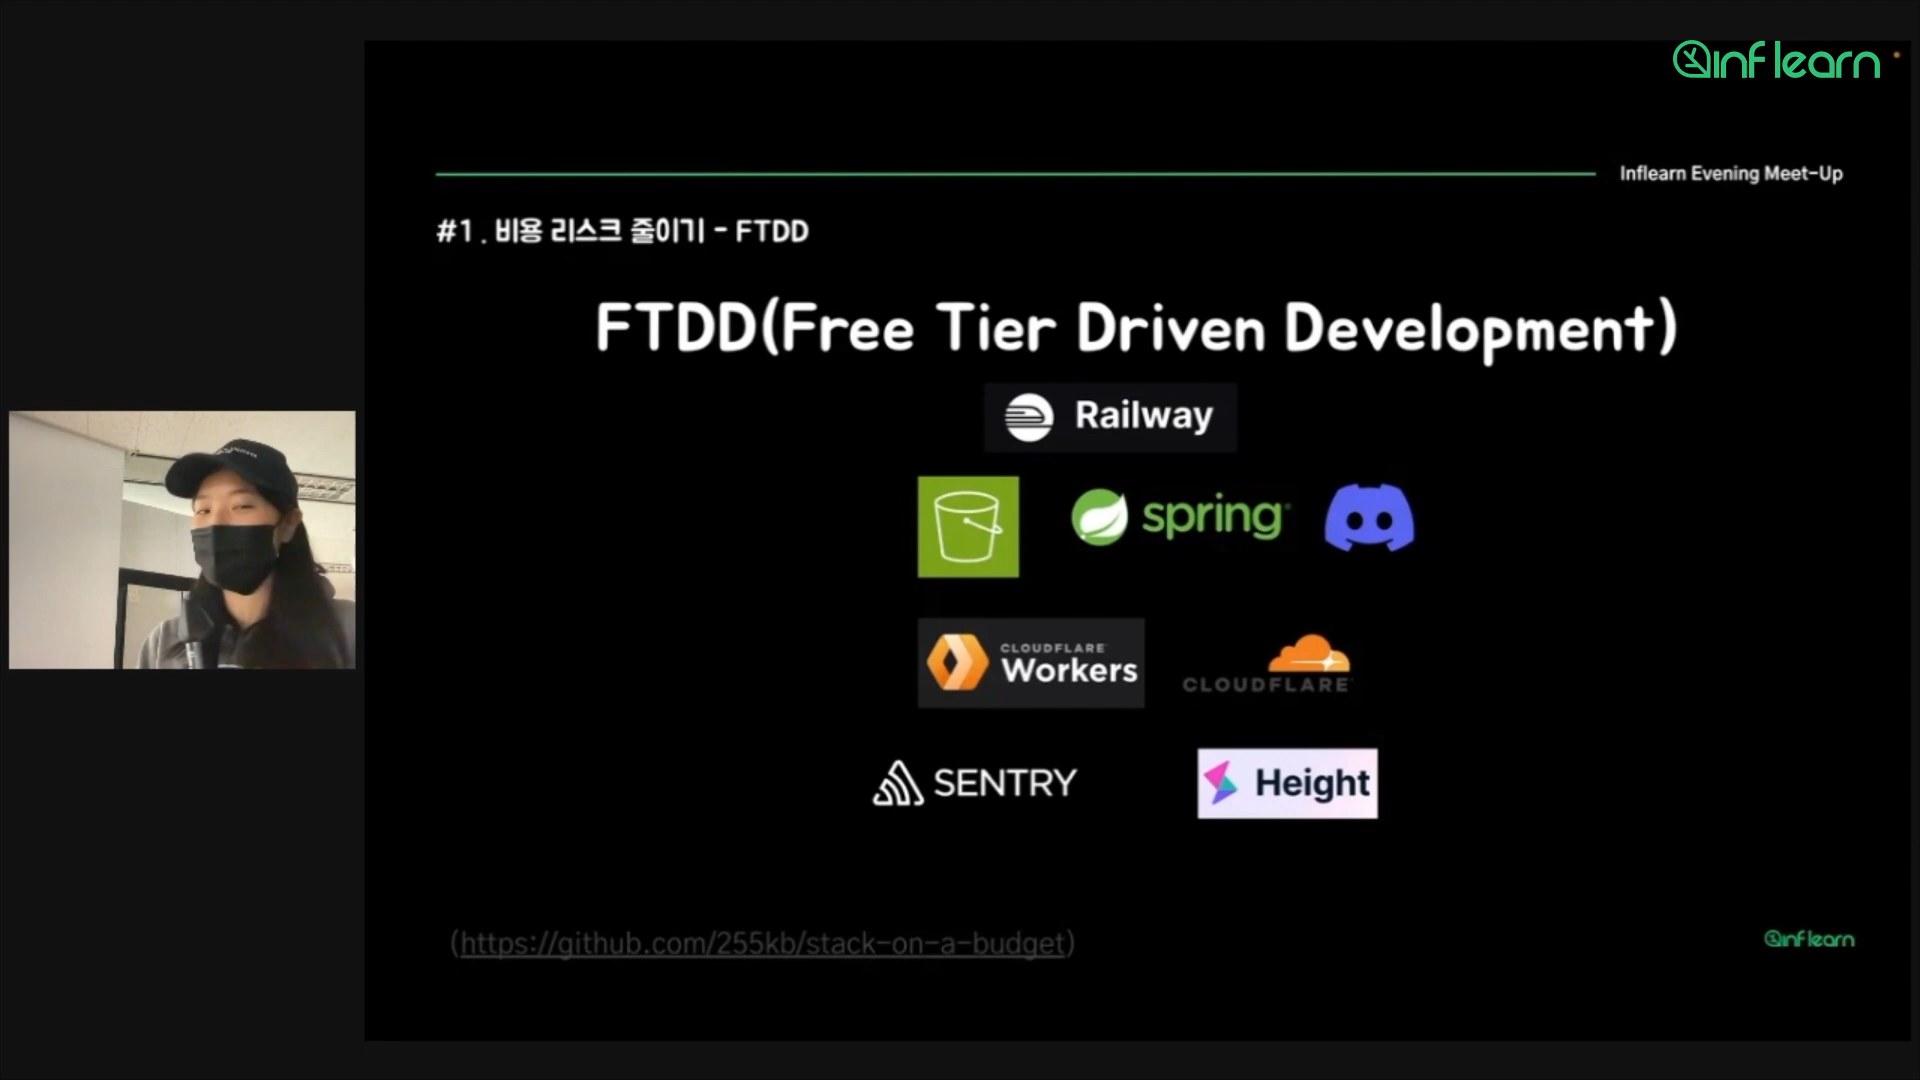 inflearn
Inflearn Evening Meet-Up
#1. 비용 리스크 줄이기 - FTDD
FTDD(Free Tier Driven Development)
Railway
spring
CLOUDFLARE
Workers
CLOUDFLARE
SENTRY
Height
(https://github.com/255kb/stack-on-a-budget)
inflearn